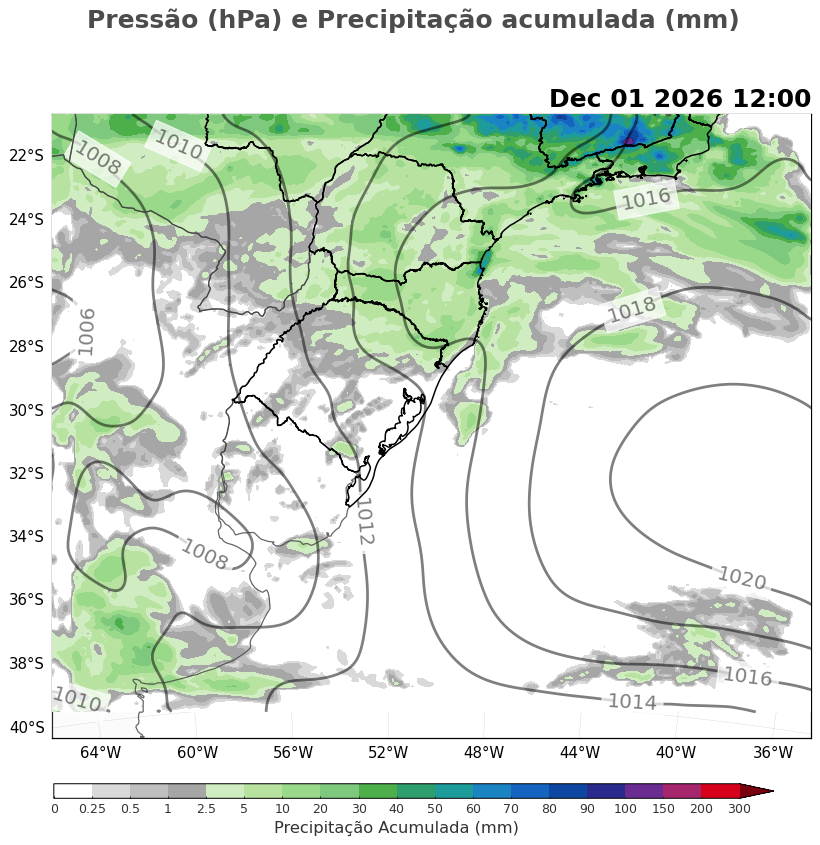 Pressão (hPa) e Precipitação acumulada (mm)
Dec 01 2026 12:00
1008
1010
22°S
1016
24°S
26°S
1018
1006
28°S
30°S
32°S
1012
34°S
1008
1020
36°S
38°S
1016
1010
1014
40°S
64°W 60°W 56°W 52°W 48°W 44°W 40°W 36°W
0 0.25 0.5 1 2.5 5 10 20 30 40 50 60 70 80 90 100 150 200 300
Precipitação Acumulada (mm)